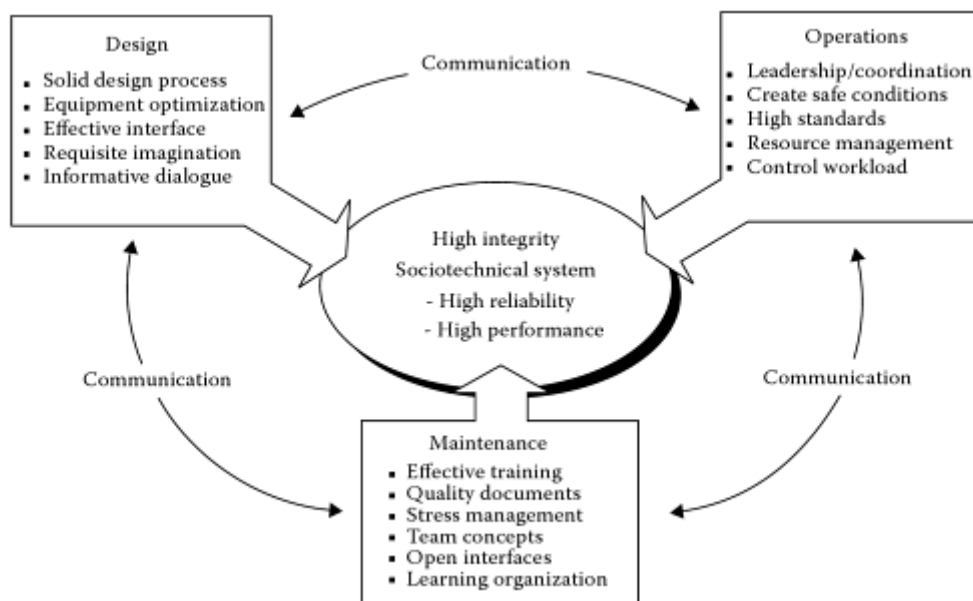 Design
▪ Solid design process
▪ Equipment optimization
▪ Effective interface
▪ Requisite imagination
▪ Informative dialogue
Communication
Operations
▪ Leadership/coordination
▪ Create safe conditions
▪ High standards
▪ Resource management
▪ Control workload
High integrity
Sociotechnical system
- High reliability
- High performance
Communication
Communication
Maintenance
▪ Effective training
▪ Quality documents
▪ Stress management
▪ Team concepts
▪ Open interfaces
▪ Learning organization